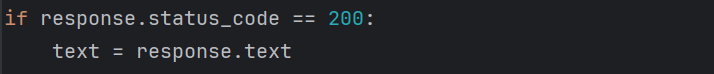 if response.status_code == 200:
    text = response.text